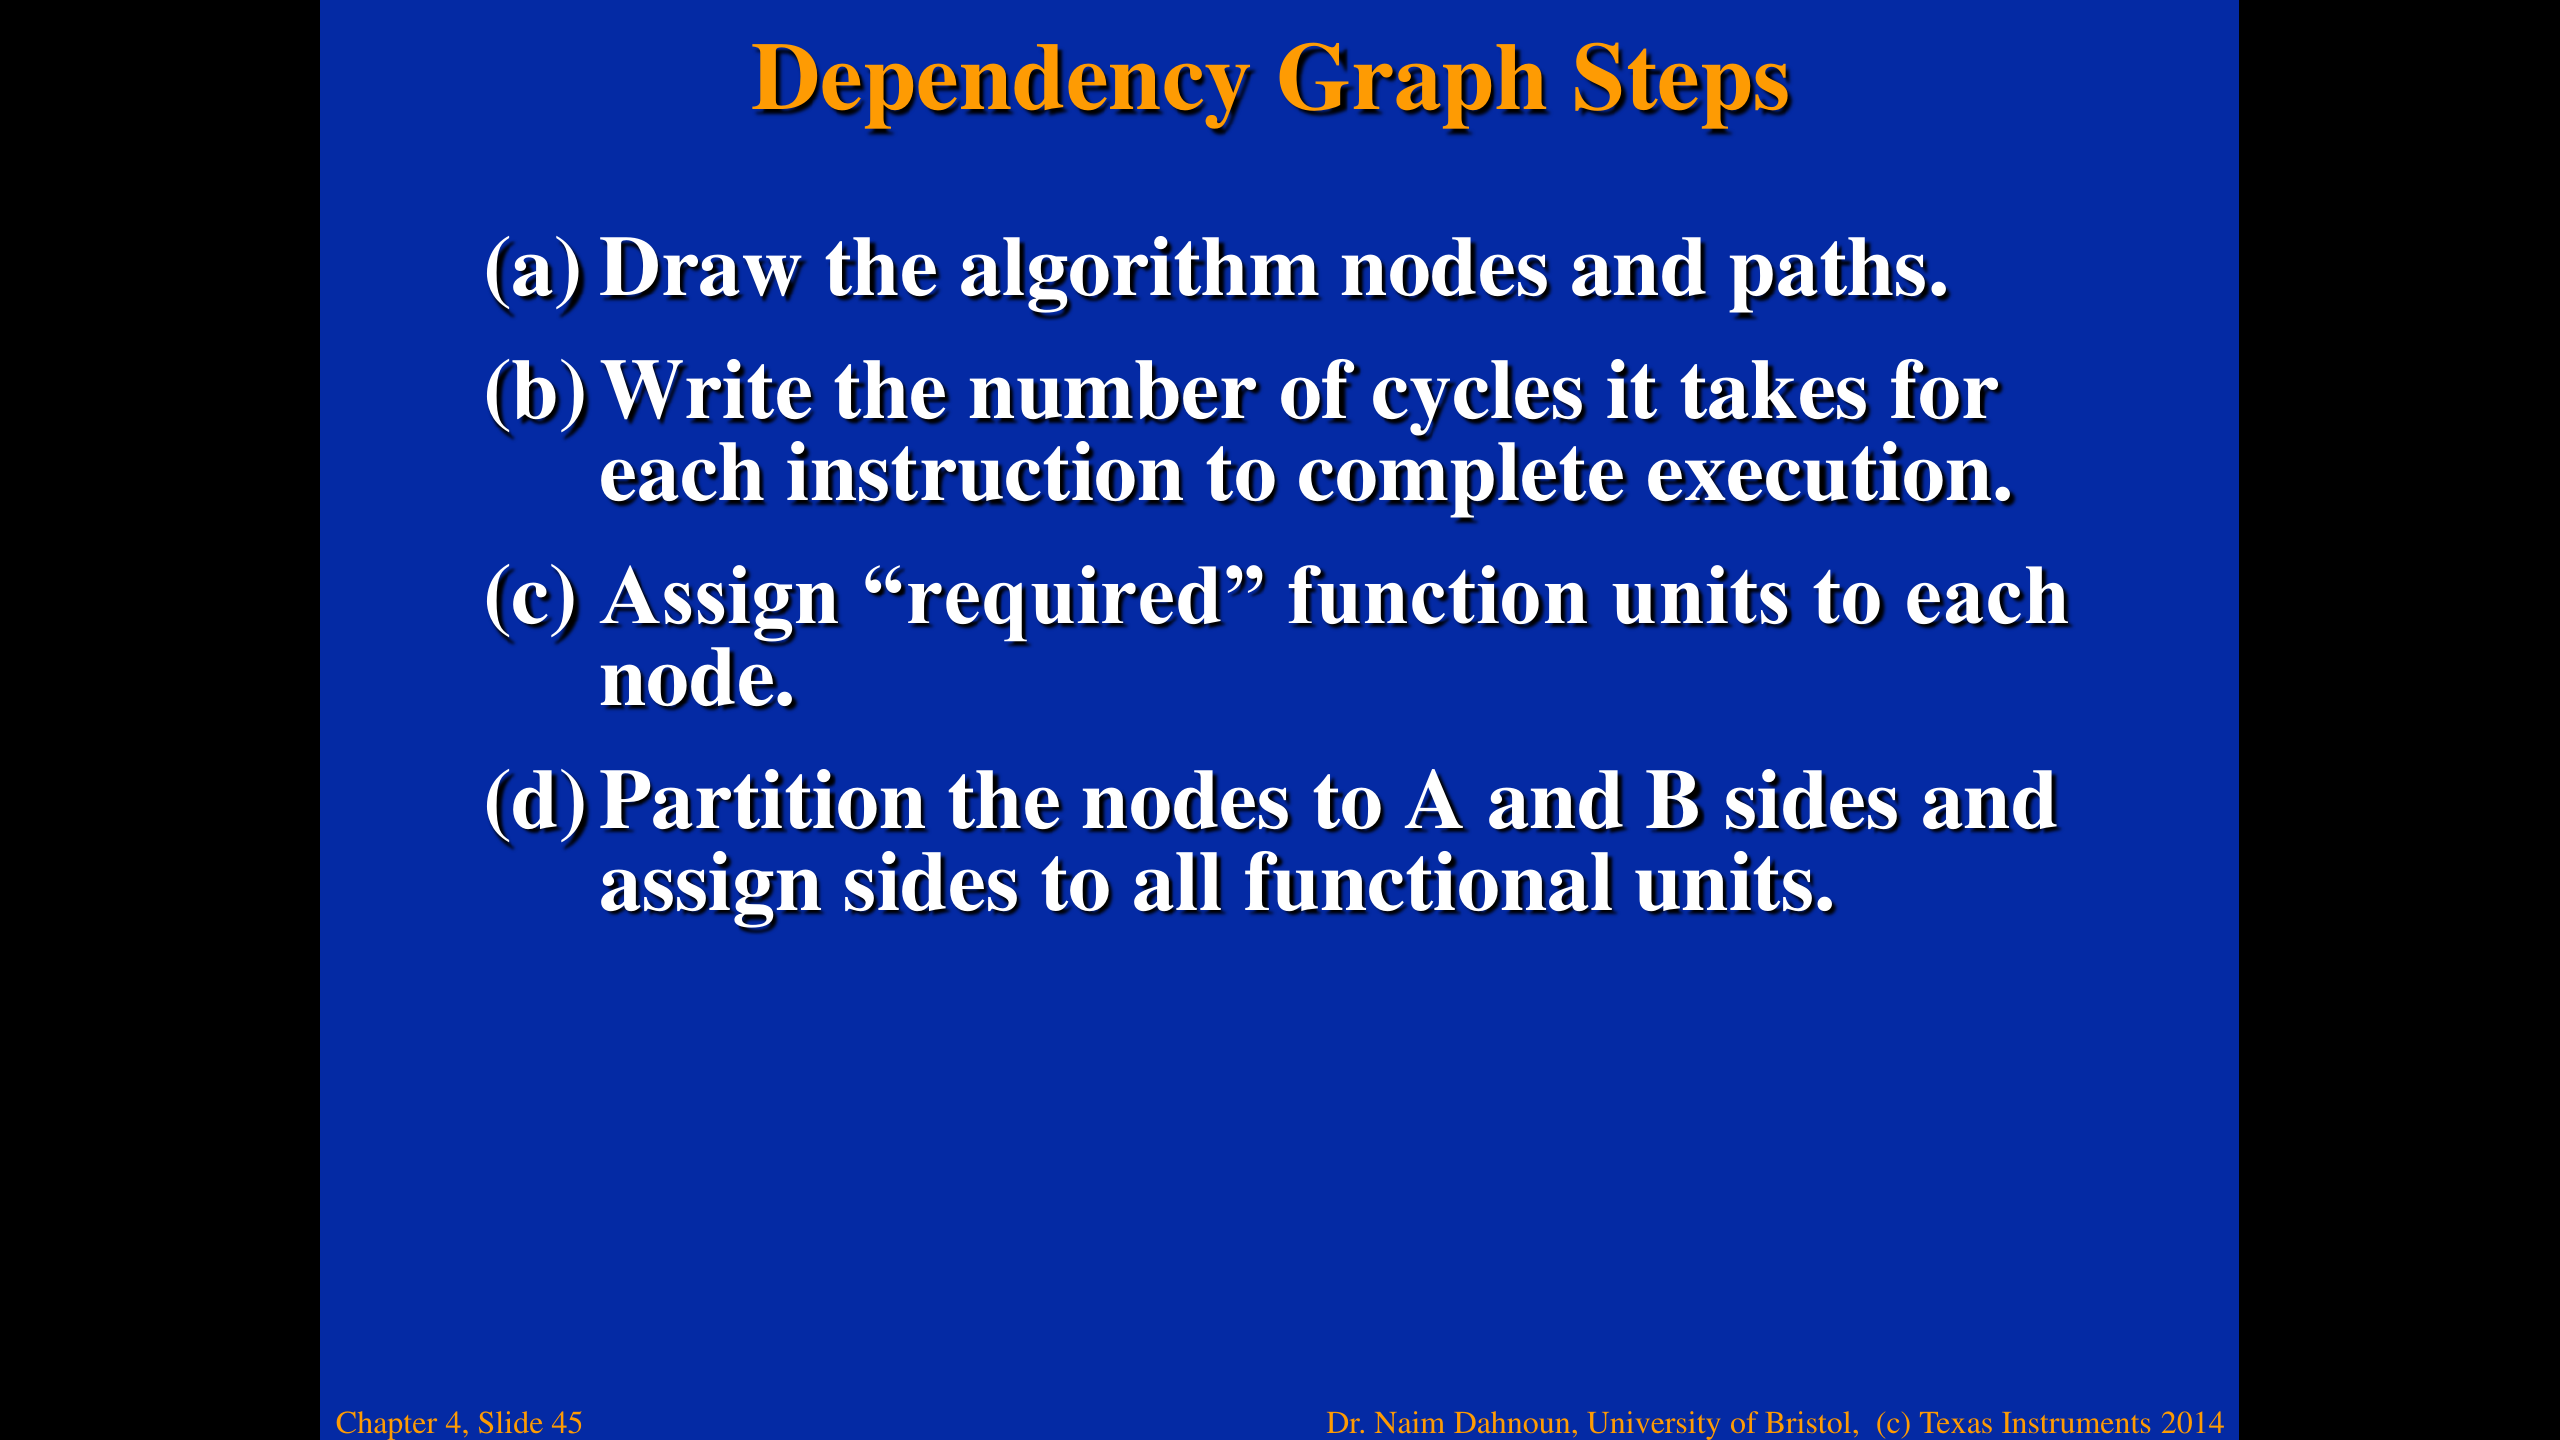 Dependency Graph Steps
(a) Draw the algorithm nodes and paths.
(b) Write the number of cycles it takes for
each instruction to complete execution.
(c) Assign “required” function units to each
node.
(d) Partition the nodes to A and B sides and
assign sides to all functional units.
Chapter 4, Slide 45
Dr. Naim Dahnoun, University of Bristol, (c) Texas Instruments 2014